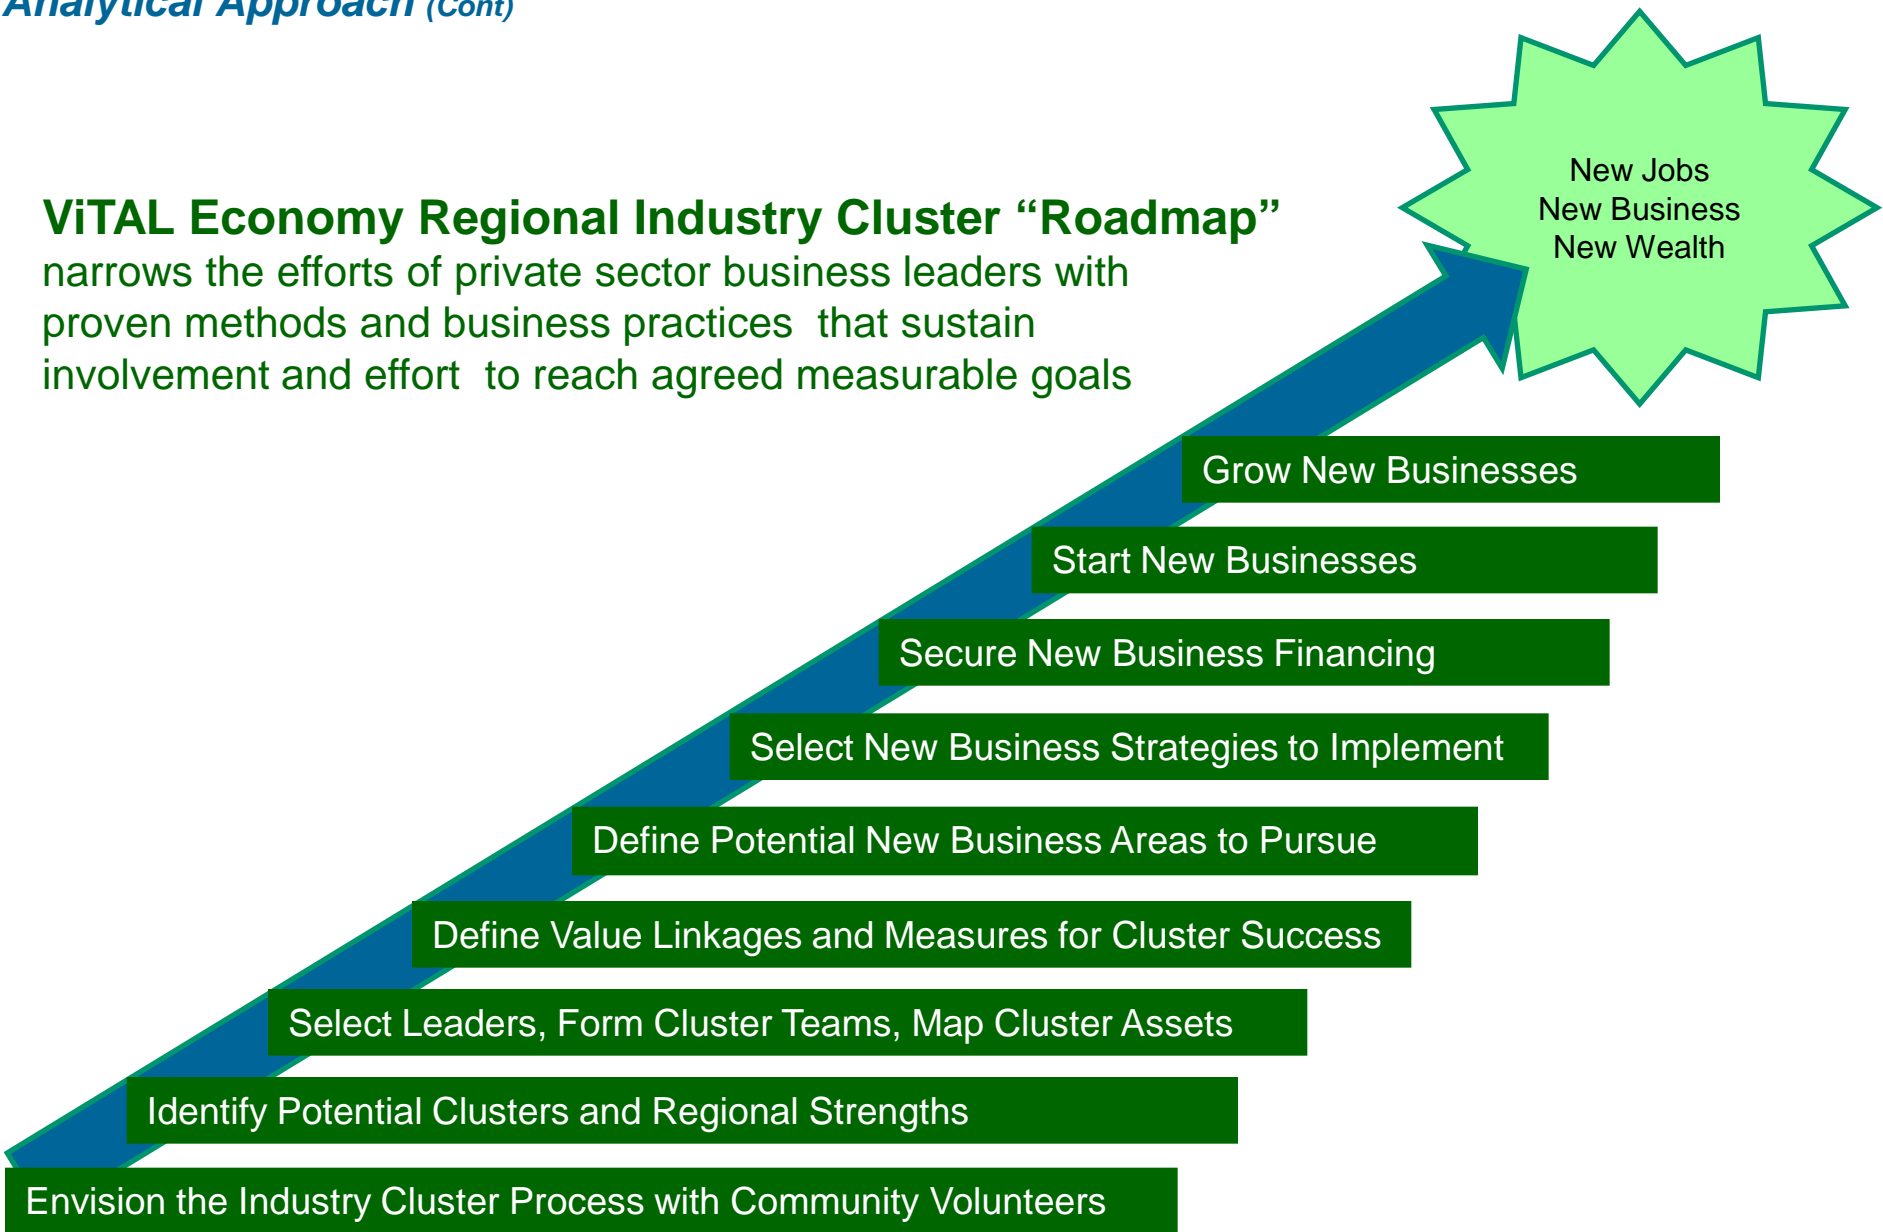 Analytical Approach (Cont)
New Jobs
New Business
New Wealth
ViTAL Economy Regional Industry Cluster “Roadmap”
narrows the efforts of private sector business leaders with
proven methods and business practices  that sustain
involvement and effort  to reach agreed measurable goals
Grow New Businesses
Start New Businesses
Secure New Business Financing
Select New Business Strategies to Implement
Define Potential New Business Areas to Pursue
Define Value Linkages and Measures for Cluster Success
Select Leaders, Form Cluster Teams, Map Cluster Assets
Identify Potential Clusters and Regional Strengths
Envision the Industry Cluster Process with Community Volunteers